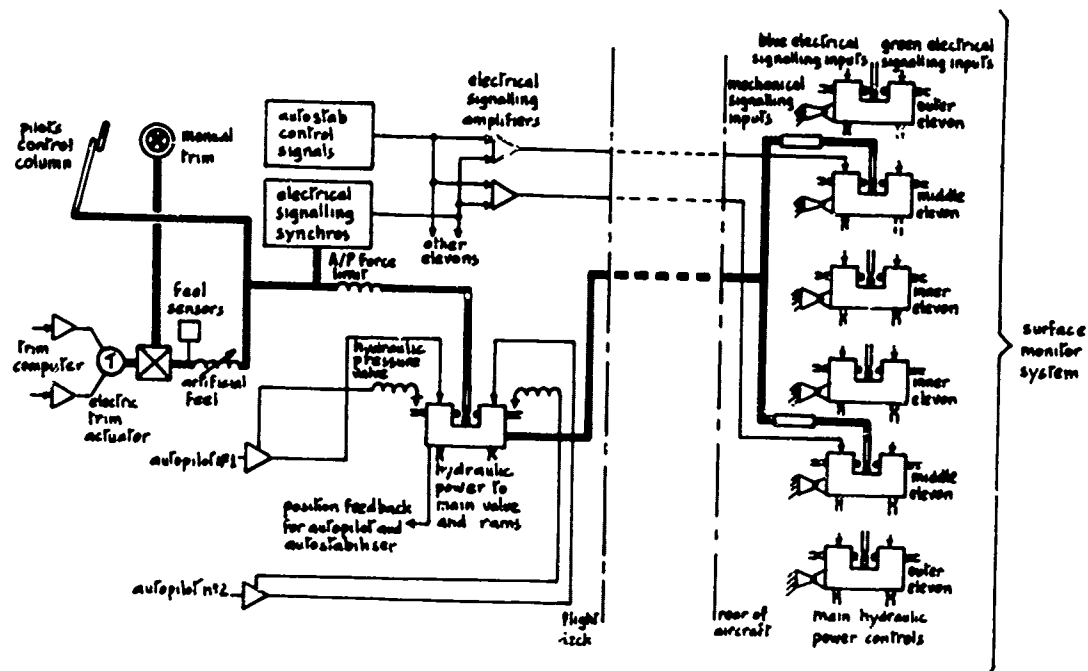 pilots
control
column
manual
trim
autostab
control
signals
electrical
signalling
synchros
electrical
signalling
amplifiers
other
elevons
A/P force
limit
feel
sensors
trim
computer
electric
trim
actuator
T
artificial
feel
hydraulic
pressure
valve
autopilot nº1
position feedback
for autopilot and
autostabiliser
hydraulic
power to
main valve
and rams
autopilot nº2
flight
rear of
aircraft
blue electrical
signalling inputs
green electrical
signalling inputs
mechanical
signalling
inputs
outer
elevon
middle
elevon
inner
elevon
inner
elevon
middle
elevon
outer
elevon
main hydraulic
power controls
surface
monitor
system